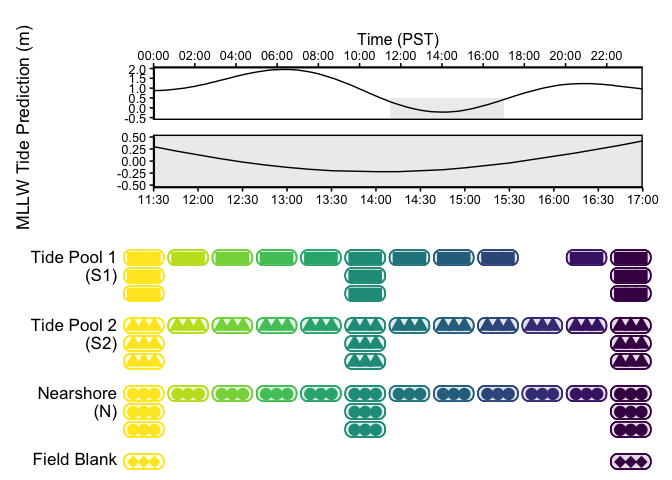 Time (PST)
00:00 02:00 04:00 06:00 08:00 10:00 12:00 14:00 16:00 18:00 20:00 22:00
MLLW Tide Prediction (m)
2.0
1.5
1.0
0.5
0.0
-0.5
0.50
0.25
0.00
-0.25
-0.50
11:30 12:00 12:30 13:00 13:30 14:00 14:30 15:00 15:30 16:00 16:30 17:00
Tide Pool 1
(S1)
Tide Pool 2
(S2)
Nearshore
(N)
Field Blank